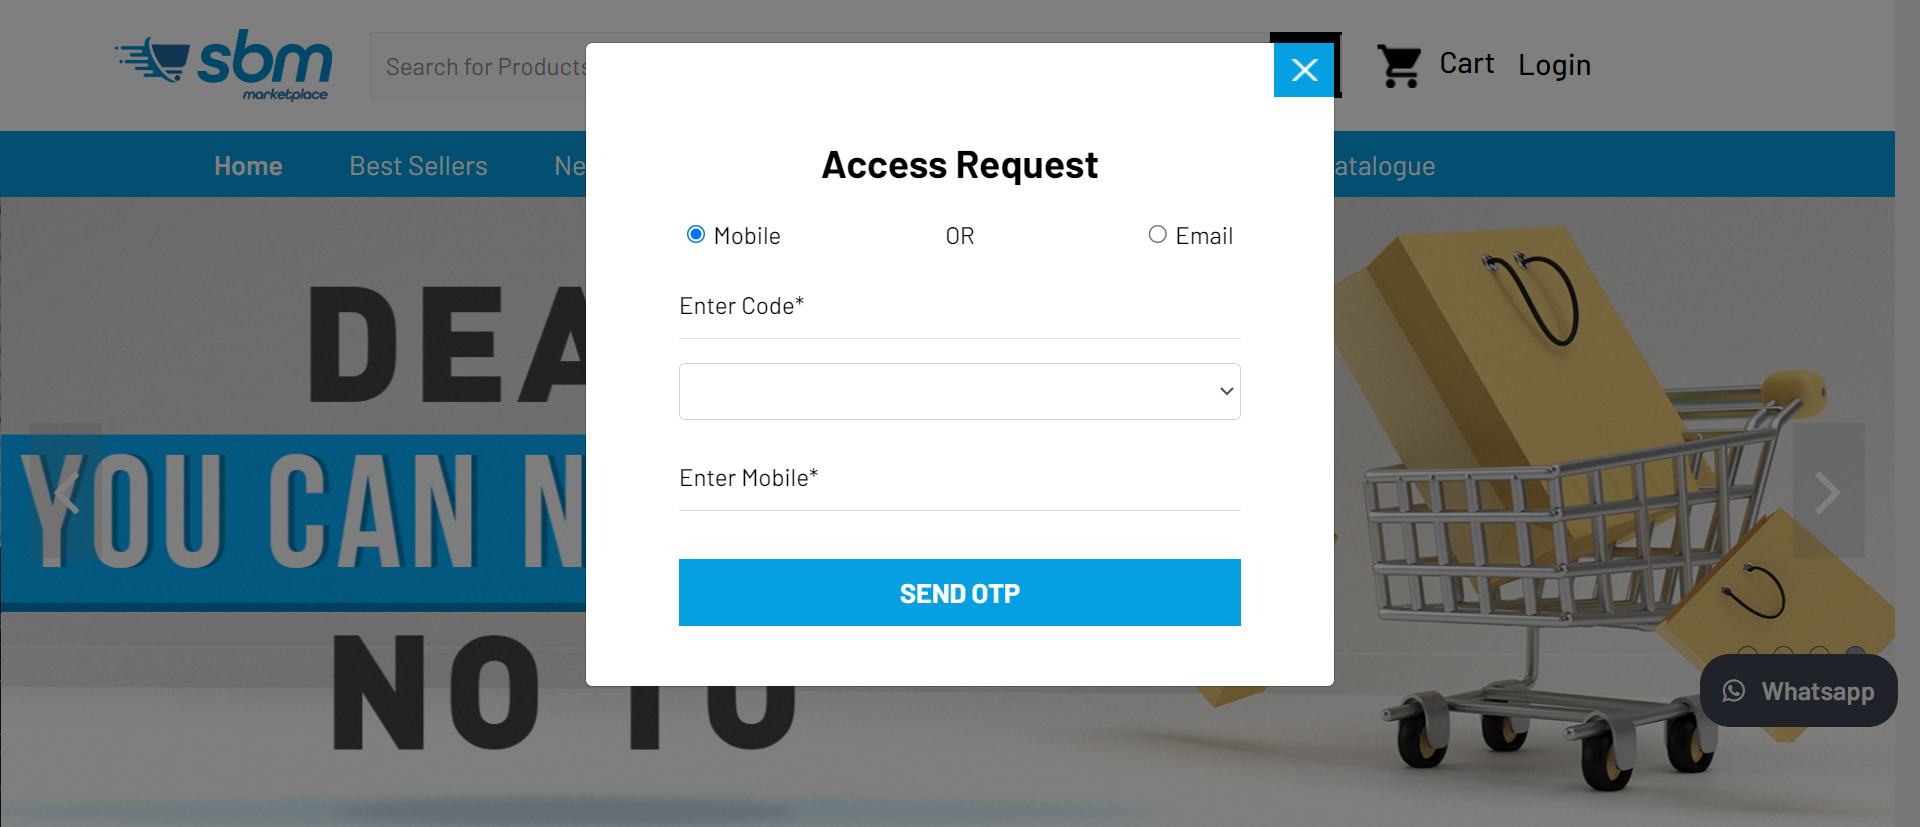 sbm
marketplace
Search for Products
Cart
Login
Home
Best Sellers
Ne
atalogue
Access Request
Mobile
OR
Email
Enter Code*
Enter Mobile*
SEND OTP
DEA
YOU CAN N
NO TO
Whatsapp